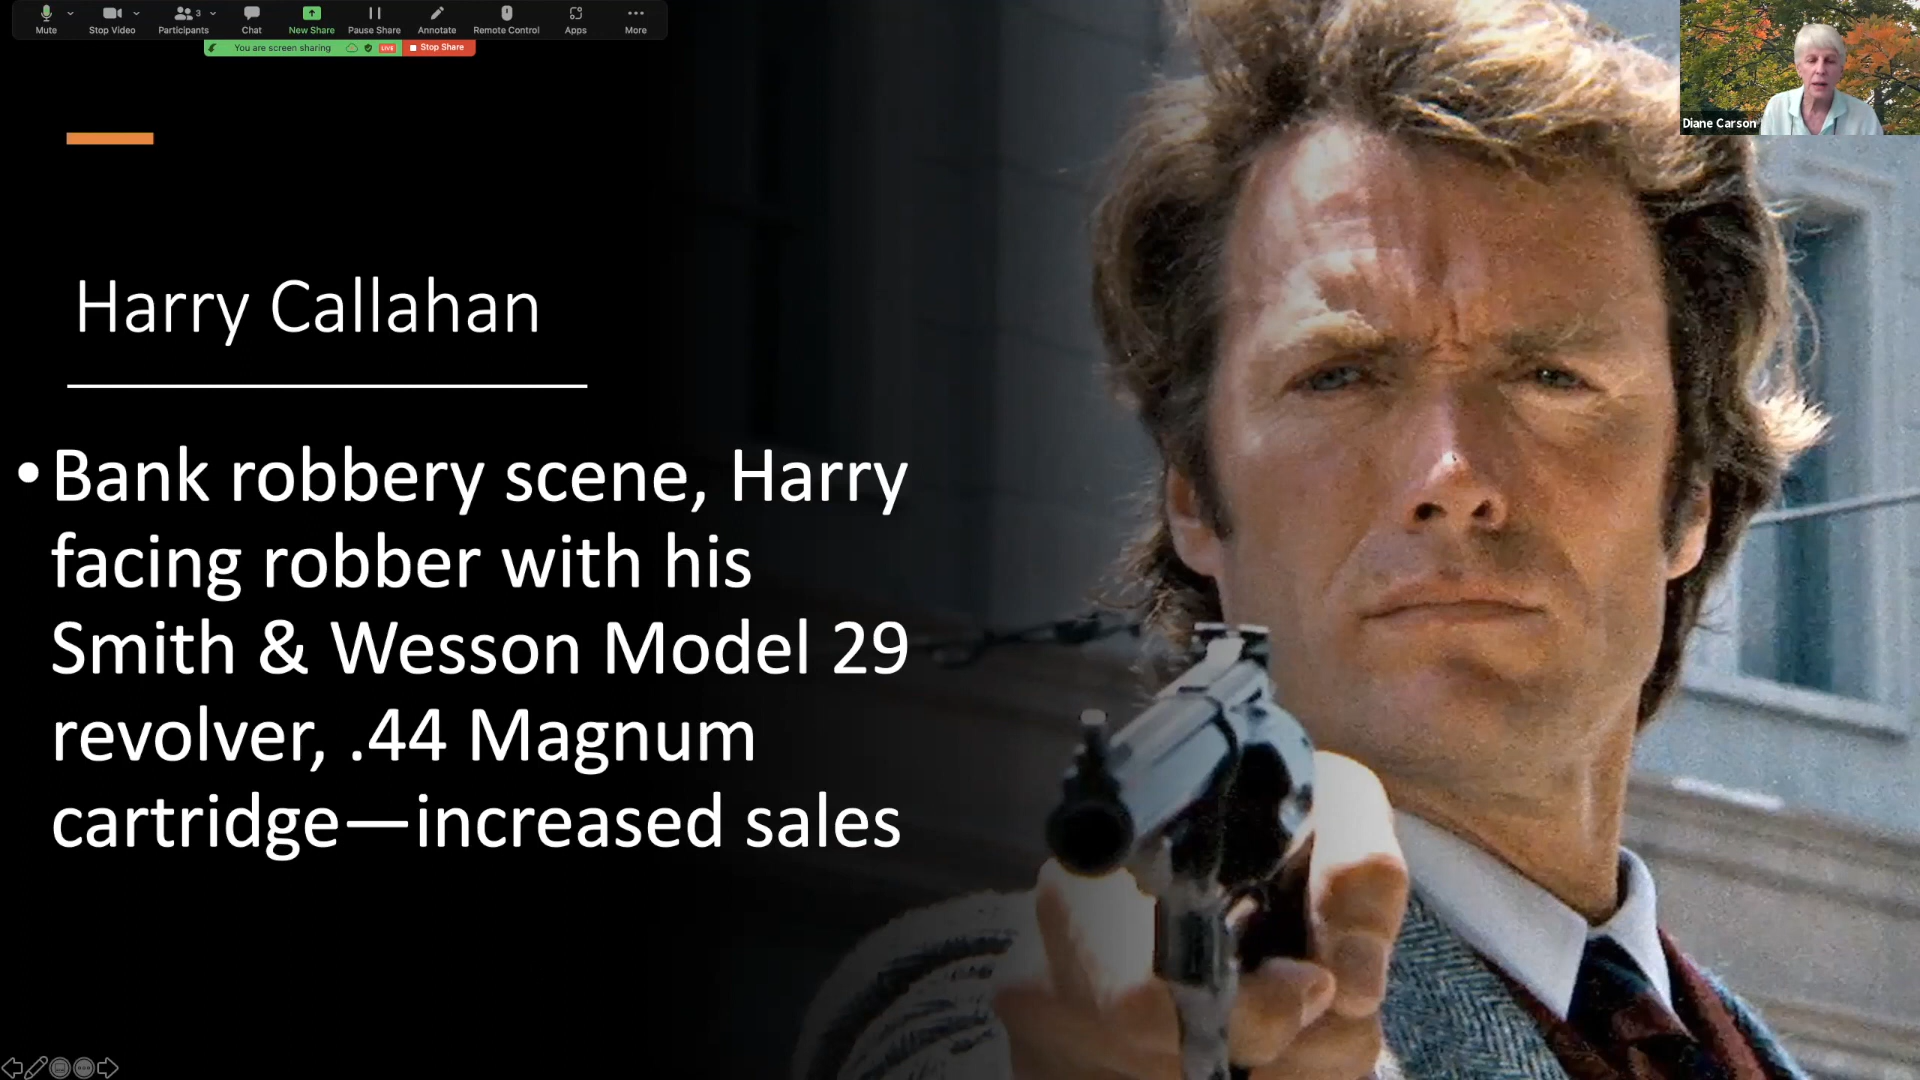 Mute
Stop Video
Participants
3
Chat
New Share
Pause Share
Annotate
Remote Control
Apps
More
You are screen sharing
LIVE
Stop Share
Diane Carson
Harry Callahan
• Bank robbery scene, Harry
facing robber with his
Smith & Wesson Model 29
revolver, .44 Magnum
cartridge—increased sales